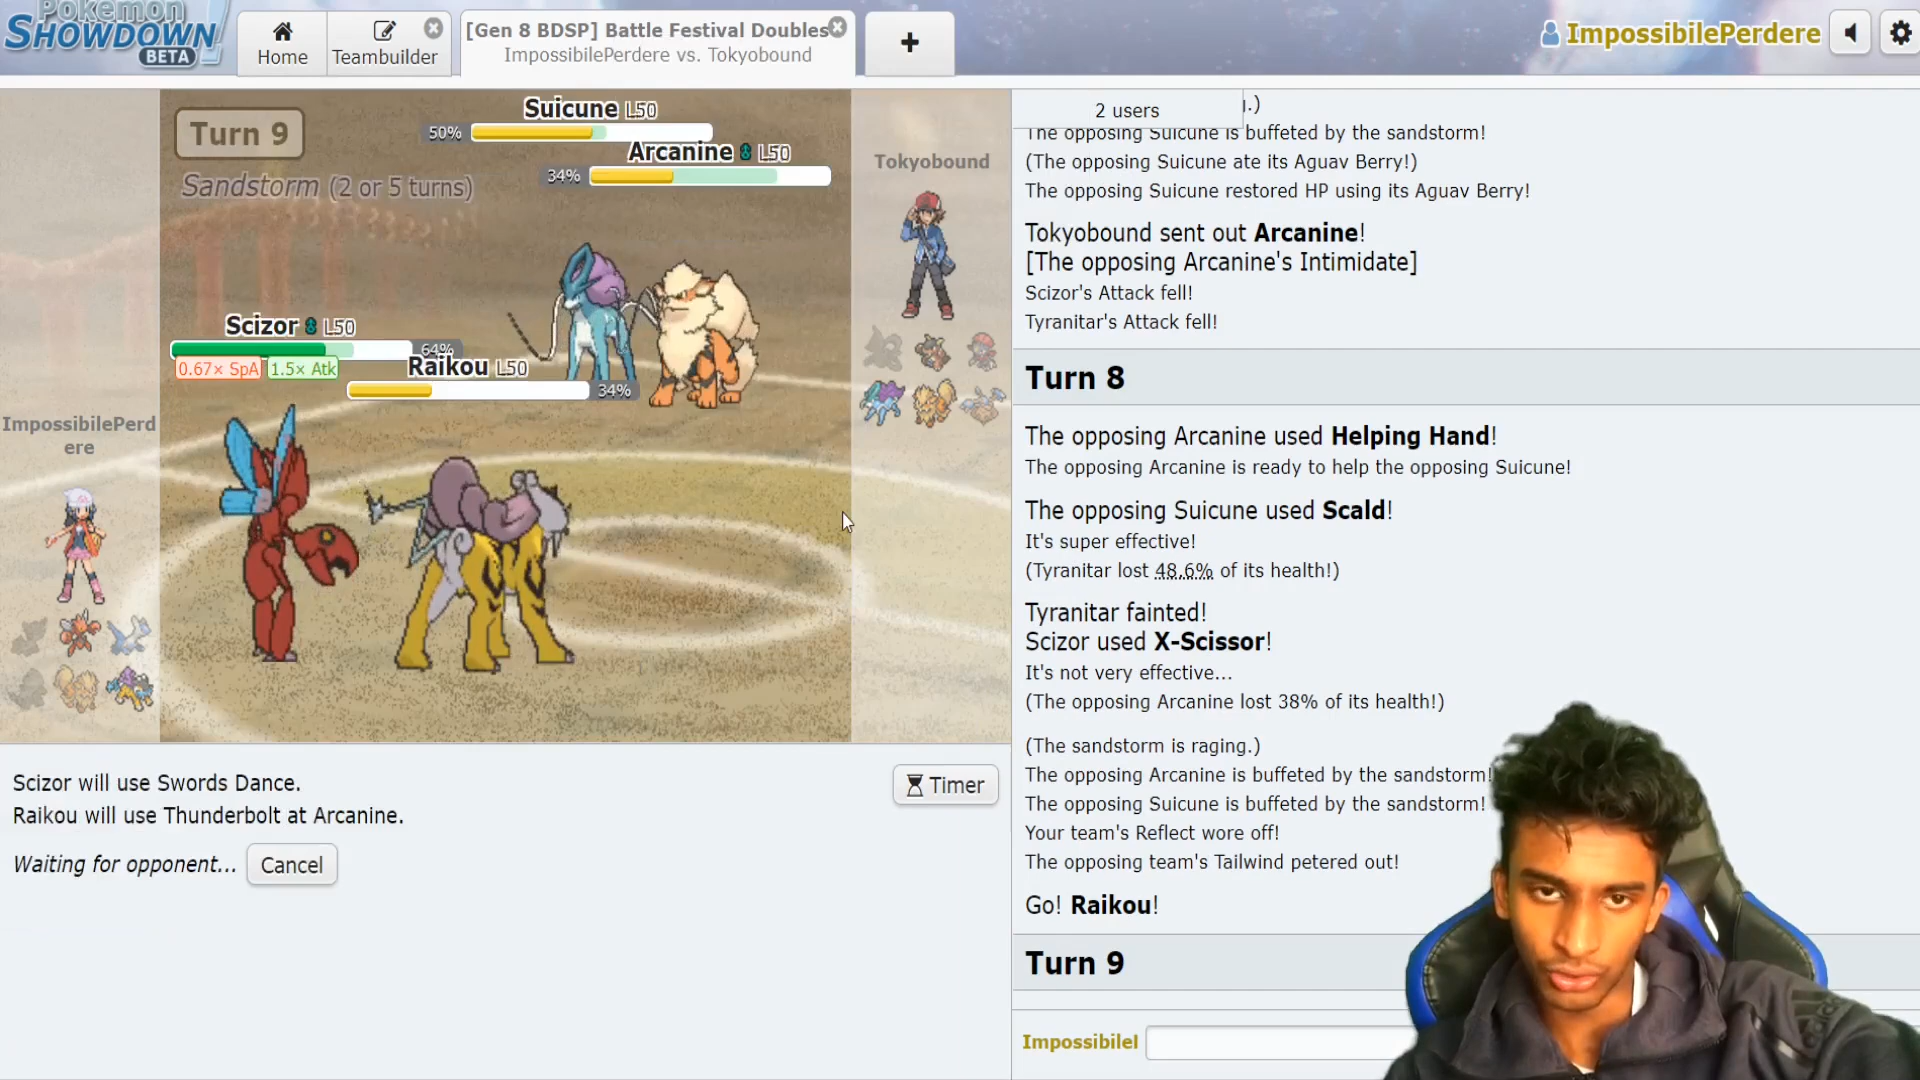 Pokémon
SHOWDOWN
BETA
Home
Teambuilder
[Gen 8 BDSP] Battle Festival Doubles
ImpossibilePerdere vs. Tokyobound
+
ImpossibilePerdere
Turn 9
Sandstorm (2 or 5 turns)
Suicune L50
50%
Arcanine L50
34%
Scizor L50
64%
0.67× SpA 1.5× Atk
Raikou L50
34%
ImpossibilePerd
ere
Tokyobound
Scizor will use Swords Dance.
Raikou will use Thunderbolt at Arcanine.
Waiting for opponent... Cancel
Timer
2 users
.)
The opposing Suicune is buffeted by the sandstorm!
(The opposing Suicune ate its Aguav Berry!)
The opposing Suicune restored HP using its Aguav Berry!
Tokyobound sent out Arcanine!
[The opposing Arcanine's Intimidate]
Scizor's Attack fell!
Tyranitar's Attack fell!
Turn 8
The opposing Arcanine used Helping Hand!
The opposing Arcanine is ready to help the opposing Suicune!
The opposing Suicune used Scald!
It's super effective!
(Tyranitar lost 48.6% of its health!)
Tyranitar fainted!
Scizor used X-Scissor!
It's not very effective...
(The opposing Arcanine lost 38% of its health!)
(The sandstorm is raging.)
The opposing Arcanine is buffeted by the sandstorm!
The opposing Suicune is buffeted by the sandstorm!
Your team's Reflect wore off!
The opposing team's Tailwind petered out!
Go! Raikou!
Turn 9
Impossibilel